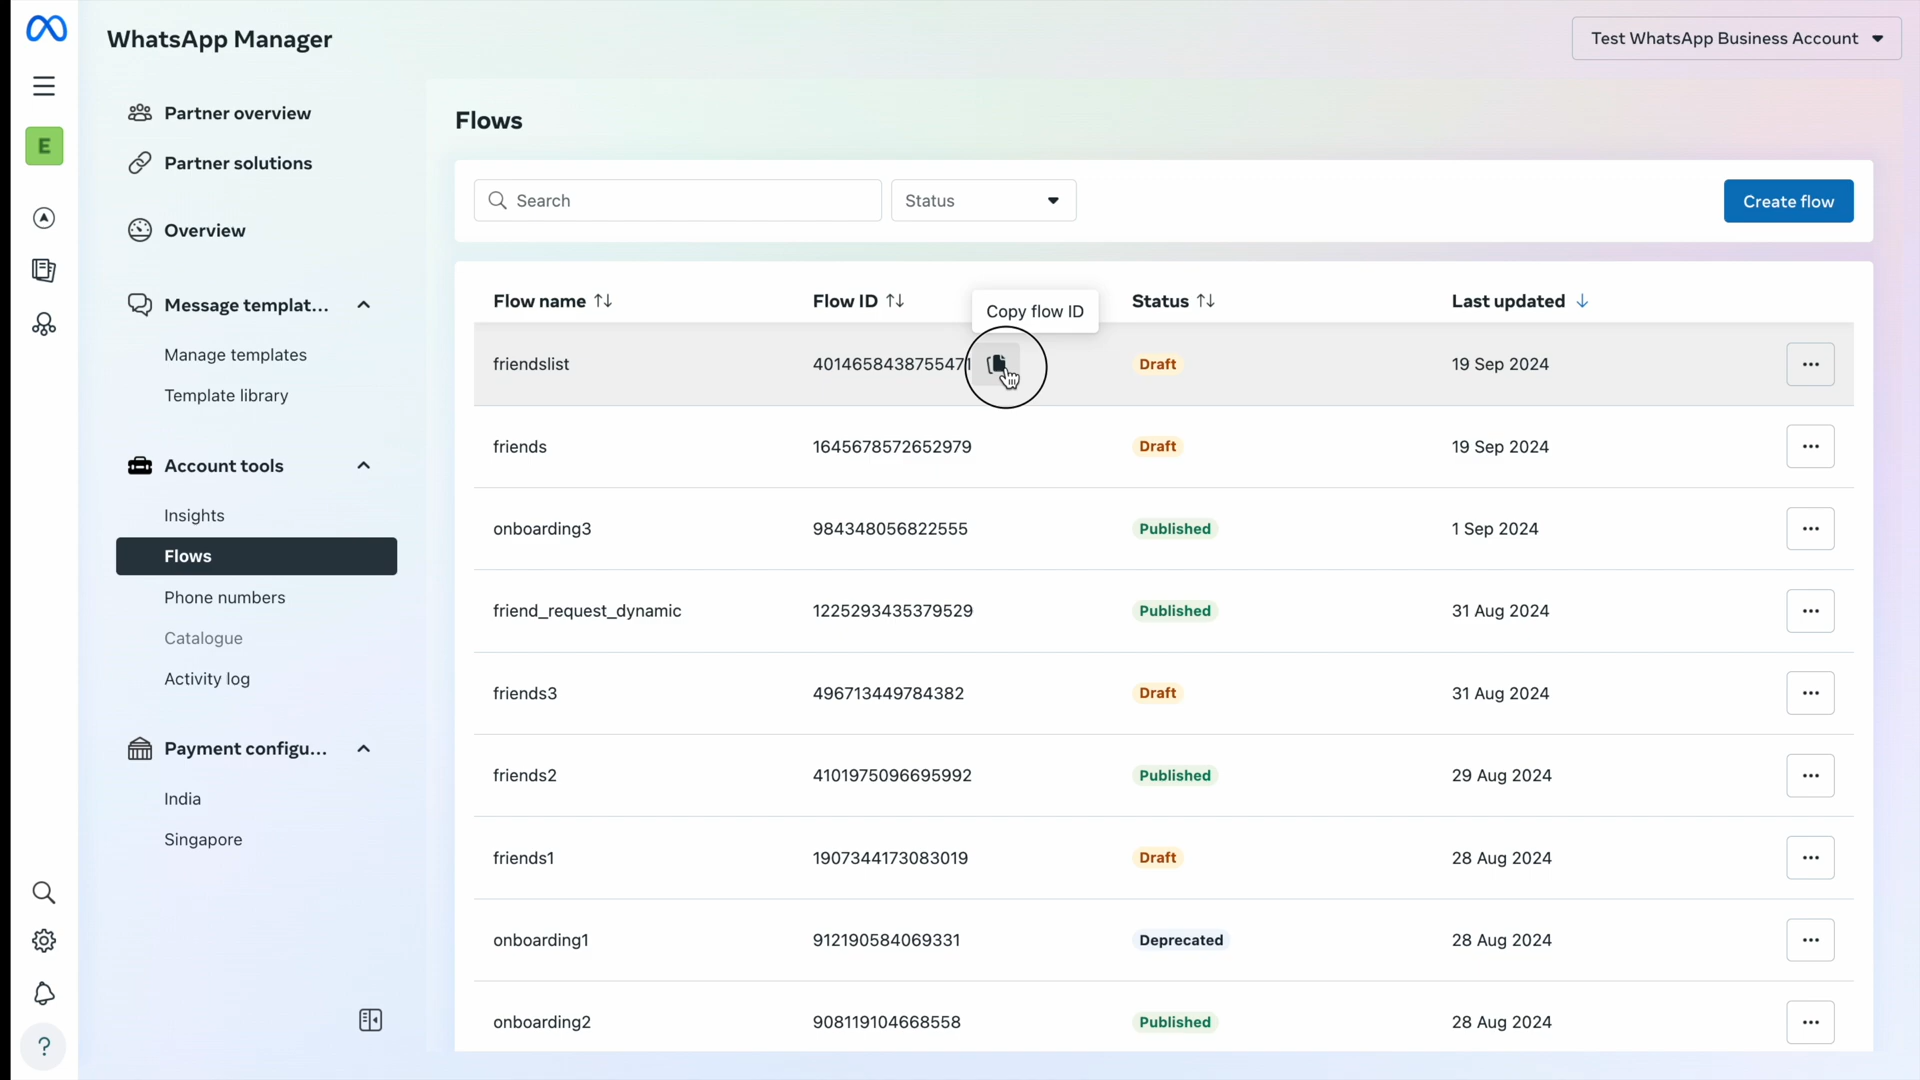 WhatsApp Manager
Test WhatsApp Business Account
E
Partner overview
Partner solutions
Overview
Message templat...
Manage templates
Template library
Account tools
Insights
Flows
Phone numbers
Catalogue
Activity log
Payment configu...
India
Singapore
?
Flows
Search
Status
Create flow
Flow name
Flow ID
Status
Last updated
Copy flow ID
friendslist
4014658438755471
Draft
19 Sep 2024
friends
1645678572652979
Draft
19 Sep 2024
onboarding3
984348056822555
Published
1 Sep 2024
friend_request_dynamic
1225293435379529
Published
31 Aug 2024
friends3
496713449784382
Draft
31 Aug 2024
friends2
4101975096695992
Published
29 Aug 2024
friends1
1907344173083019
Draft
28 Aug 2024
onboarding1
912190584069331
Deprecated
28 Aug 2024
onboarding2
908119104668558
Published
28 Aug 2024